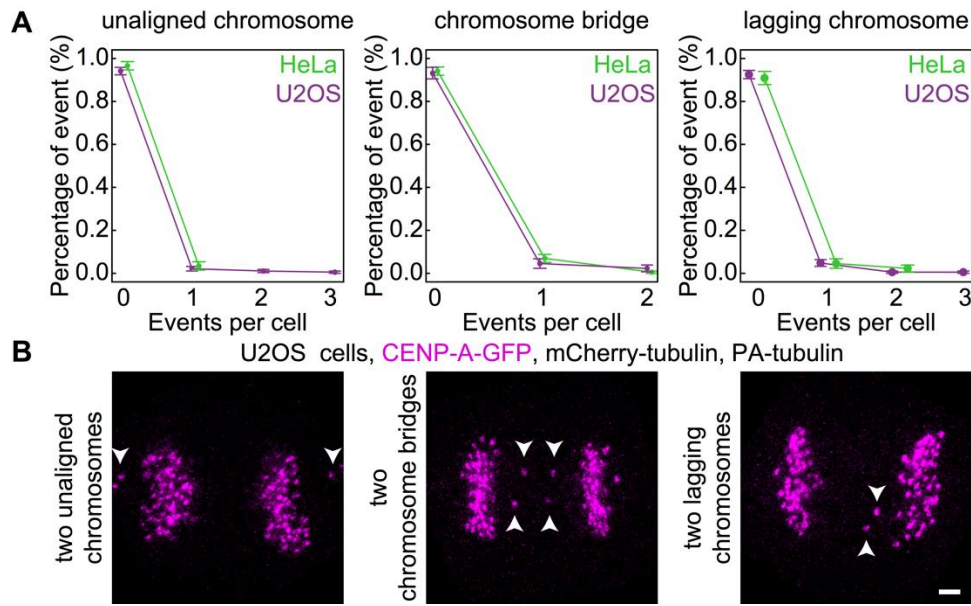 A
unaligned chromosome
chromosome bridge
lagging chromosome
Percentage of event (%)
1.0
0.8
0.6
0.4
0.2
0.0
HeLa
U2OS
0 1 2 3
Events per cell
Percentage of event (%)
1.0
0.8
0.6
0.4
0.2
0.0
HeLa
U2OS
0 1 2
Events per cell
Percentage of event (%)
1.0
0.8
0.6
0.4
0.2
0.0
HeLa
U2OS
0 1 2 3
Events per cell
B
U2OS cells, CENP-A-GFP, mCherry-tubulin, PA-tubulin
two unaligned
chromosomes
two
chromosome bridges
two lagging
chromosomes